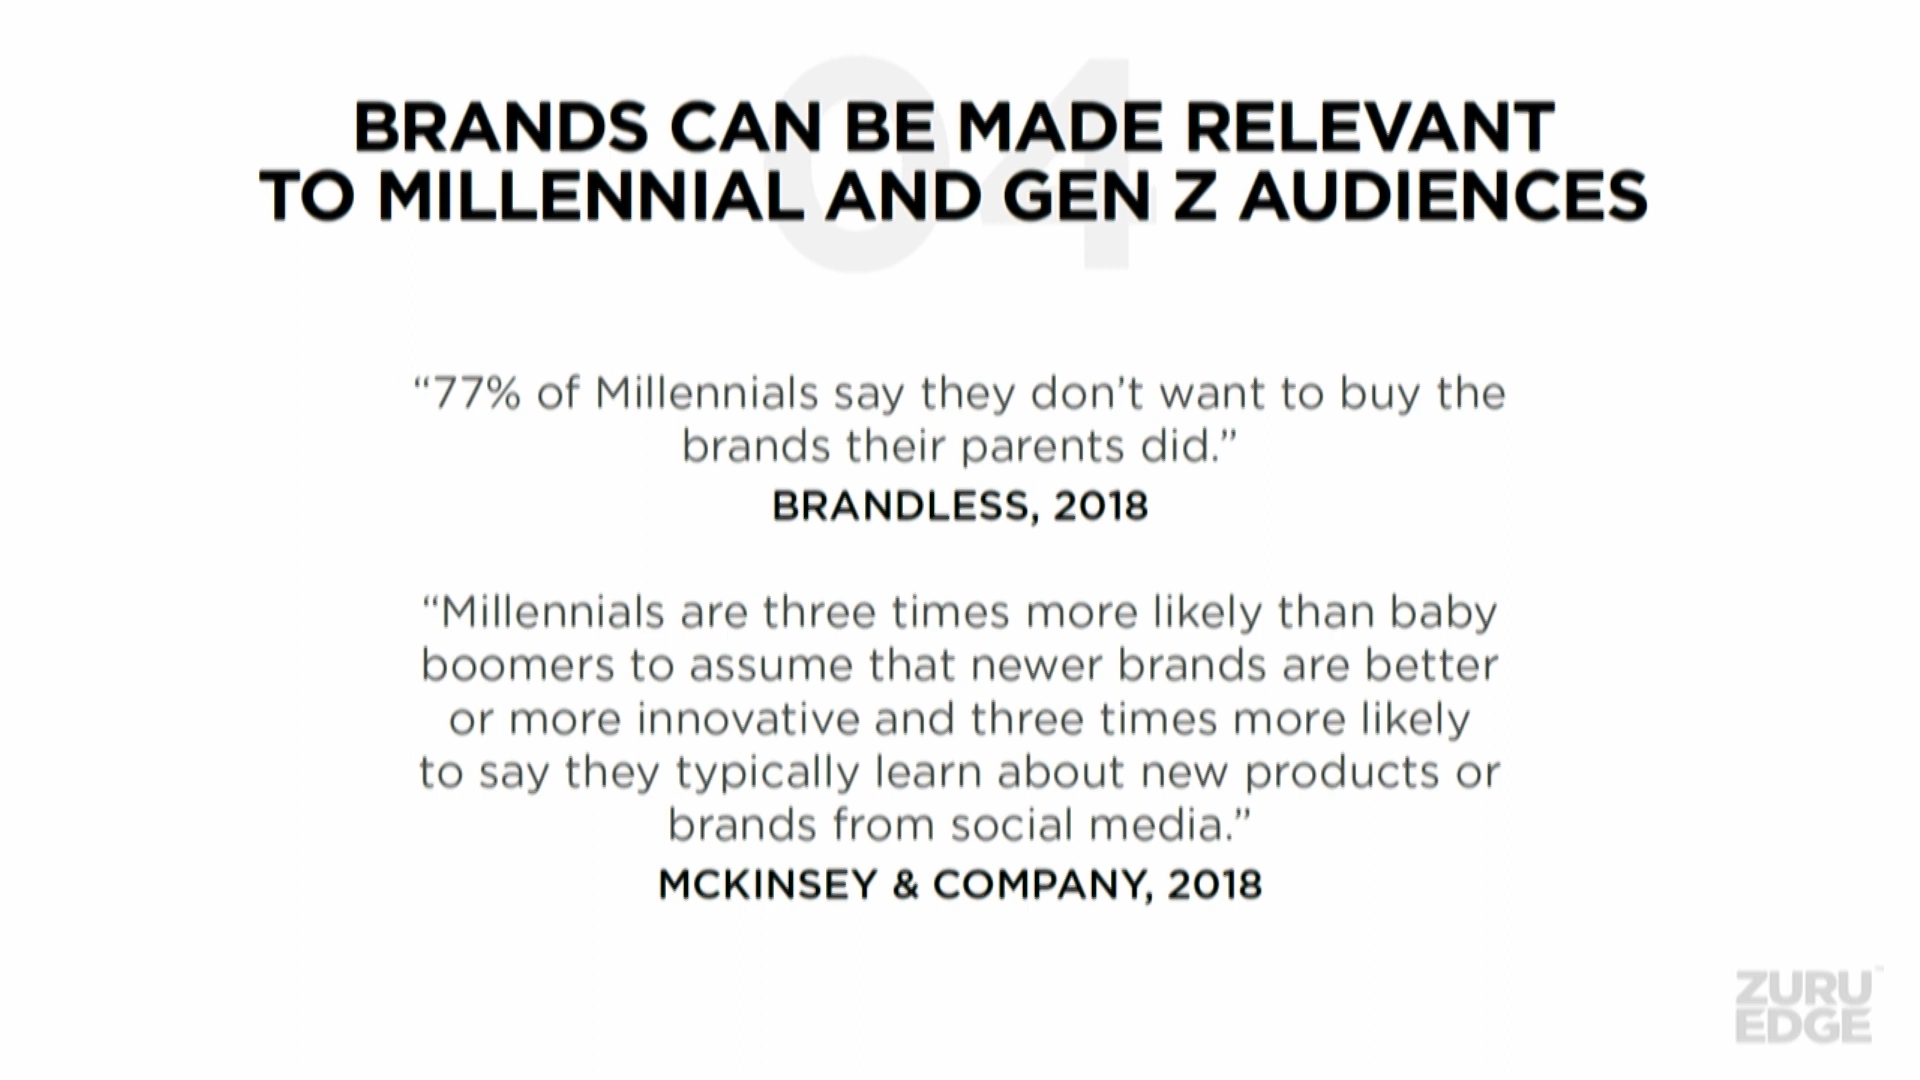 04
BRANDS CAN BE MADE RELEVANT
TO MILLENNIAL AND GEN Z AUDIENCES
“77% of Millennials say they don’t want to buy the
brands their parents did.”
BRANDLESS, 2018
“Millennials are three times more likely than baby
boomers to assume that newer brands are better
or more innovative and three times more likely
to say they typically learn about new products or
brands from social media.”
MCKINSEY & COMPANY, 2018
ZURU™
EDGE